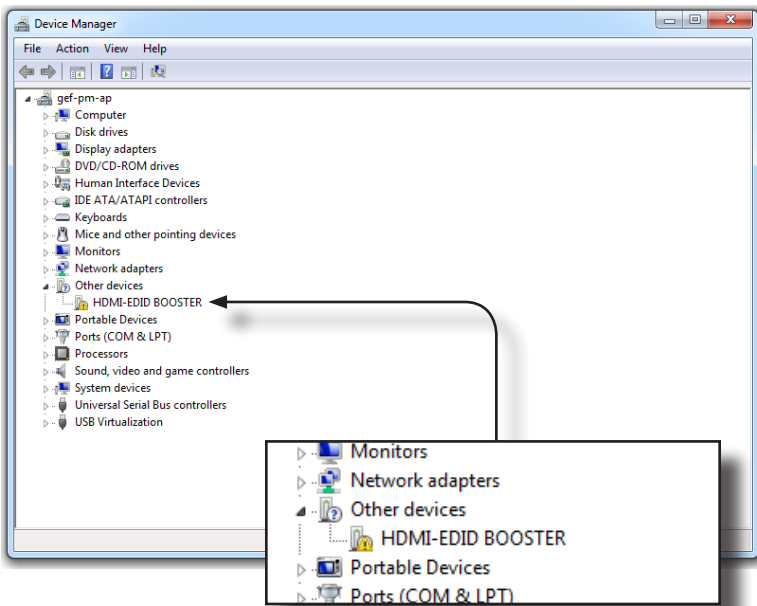 Device Manager
File Action View Help
gef-pm-ap
Computer
Disk drives
Display adapters
DVD/CD-ROM drives
Human Interface Devices
IDE ATA/ATAPI controllers
Keyboards
Mice and other pointing devices
Monitors
Network adapters
Other devices
HDMI-EDID BOOSTER
Portable Devices
Ports (COM & LPT)
Processors
Sound, video and game controllers
System devices
Universal Serial Bus controllers
USB Virtualization
Monitors
Network adapters
Other devices
HDMI-EDID BOOSTER
Portable Devices
Ports (COM & LPT)